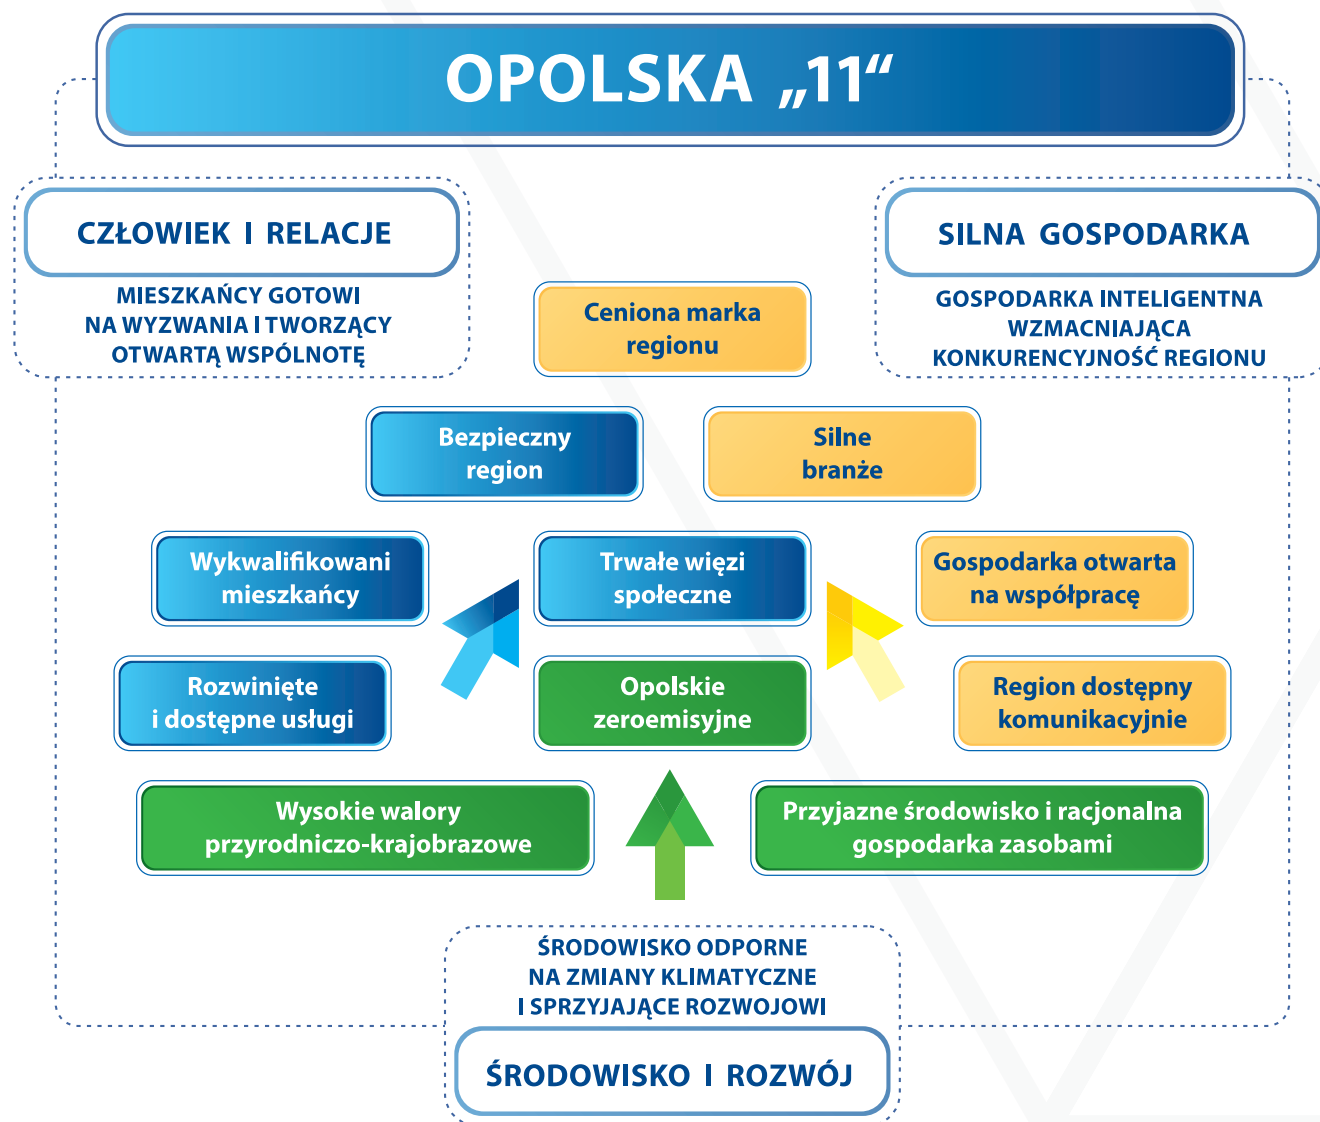 OPOLSKA „11“
CZŁOWIEK I RELACJE
MIESZKAŃCY GOTOWI
NA WYZWANIA I TWORZĄCY
OTWARTĄ WSPÓLNOTĘ
SILNA GOSPODARKA
GOSPODARKA INTELIGENTNA
WZMACNIAJĄCA
KONKURENCYJNOŚĆ REGIONU
Ceniona marka
regionu
Bezpieczny
region
Silne
branże
Wykwalifikowani
mieszkańcy
Trwałe więzi
społeczne
Gospodarka otwarta
na współpracę
Rozwinięte
i dostępne usługi
Opolskie
zeroemisyjne
Region dostępny
komunikacyjnie
Wysokie walory
przyrodniczo-krajobrazowe
Przyjazne środowisko i racjonalna
gospodarka zasobami
ŚRODOWISKO ODPORNE
NA ZMIANY KLIMATYCZNE
I SPRZYJAJĄCE ROZWOJOWI
ŚRODOWISKO I ROZWÓJ